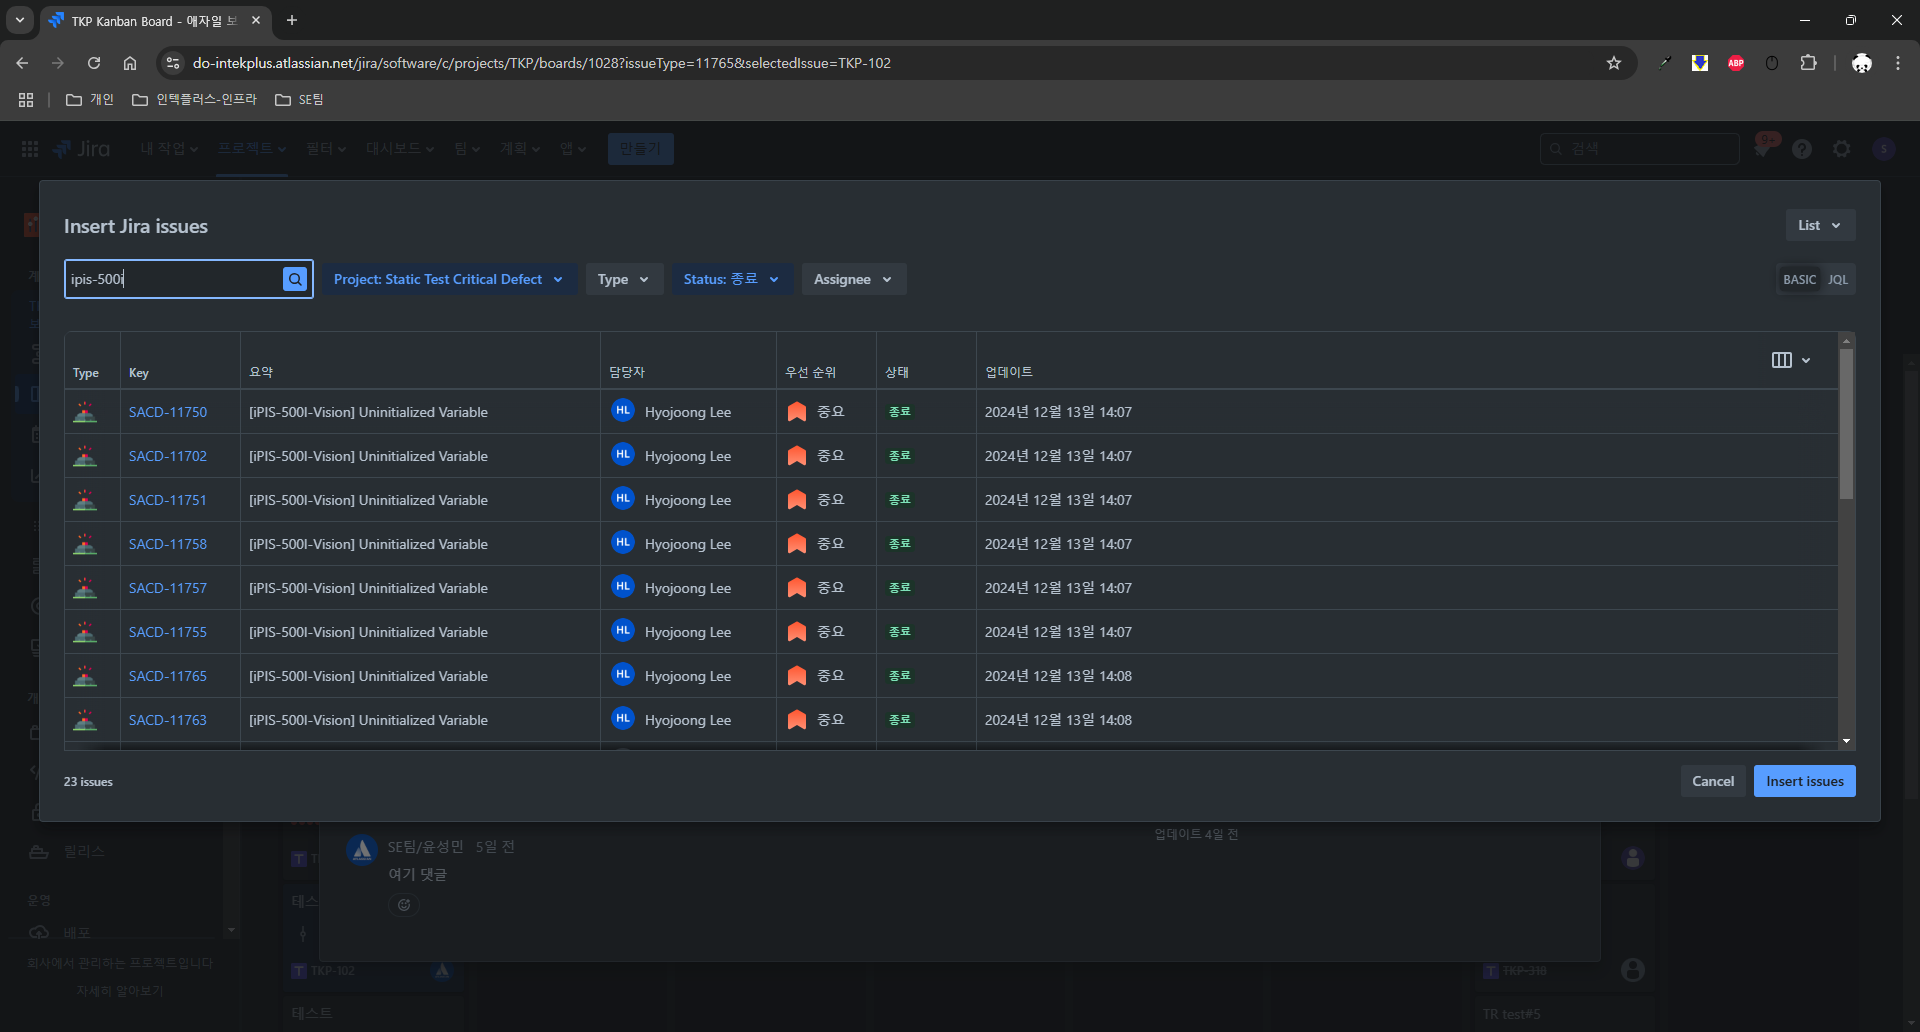 TKP Kanban Board - 애자일 보
do-intekplus.atlassian.net/jira/software/c/projects/TKP/boards/1028?issueType=11765&selectedIssue=TKP-102
ABP
개인 인텍플러스-인프라 SE팀
Jira 내 작업 프로젝트 필터 대시보드 팀 계획 앱 만들기 검색 9+ S
Insert Jira issues List
ipis-500i Project: Static Test Critical Defect Type Status: 종료 Assignee BASIC JQL
Type Key 요약 담당자 우선 순위 상태 업데이트
SACD-11750 [iPIS-500I-Vision] Uninitialized Variable HL Hyojoong Lee 중요 종료 2024년 12월 13일 14:07
SACD-11702 [iPIS-500I-Vision] Uninitialized Variable HL Hyojoong Lee 중요 종료 2024년 12월 13일 14:07
SACD-11751 [iPIS-500I-Vision] Uninitialized Variable HL Hyojoong Lee 중요 종료 2024년 12월 13일 14:07
SACD-11758 [iPIS-500I-Vision] Uninitialized Variable HL Hyojoong Lee 중요 종료 2024년 12월 13일 14:07
SACD-11757 [iPIS-500I-Vision] Uninitialized Variable HL Hyojoong Lee 중요 종료 2024년 12월 13일 14:07
SACD-11755 [iPIS-500I-Vision] Uninitialized Variable HL Hyojoong Lee 중요 종료 2024년 12월 13일 14:07
SACD-11765 [iPIS-500I-Vision] Uninitialized Variable HL Hyojoong Lee 중요 종료 2024년 12월 13일 14:08
SACD-11763 [iPIS-500I-Vision] Uninitialized Variable HL Hyojoong Lee 중요 종료 2024년 12월 13일 14:08
23 issues Cancel Insert issues
업데이트 4일 전
SE팀/윤성민 5일 전
릴리스
여기 댓글
운영
테스
배포
회사에서 관리하는 프로젝트입니다
TKP-102 TKP-318
자세히 알아보기
테스트 TR test#5